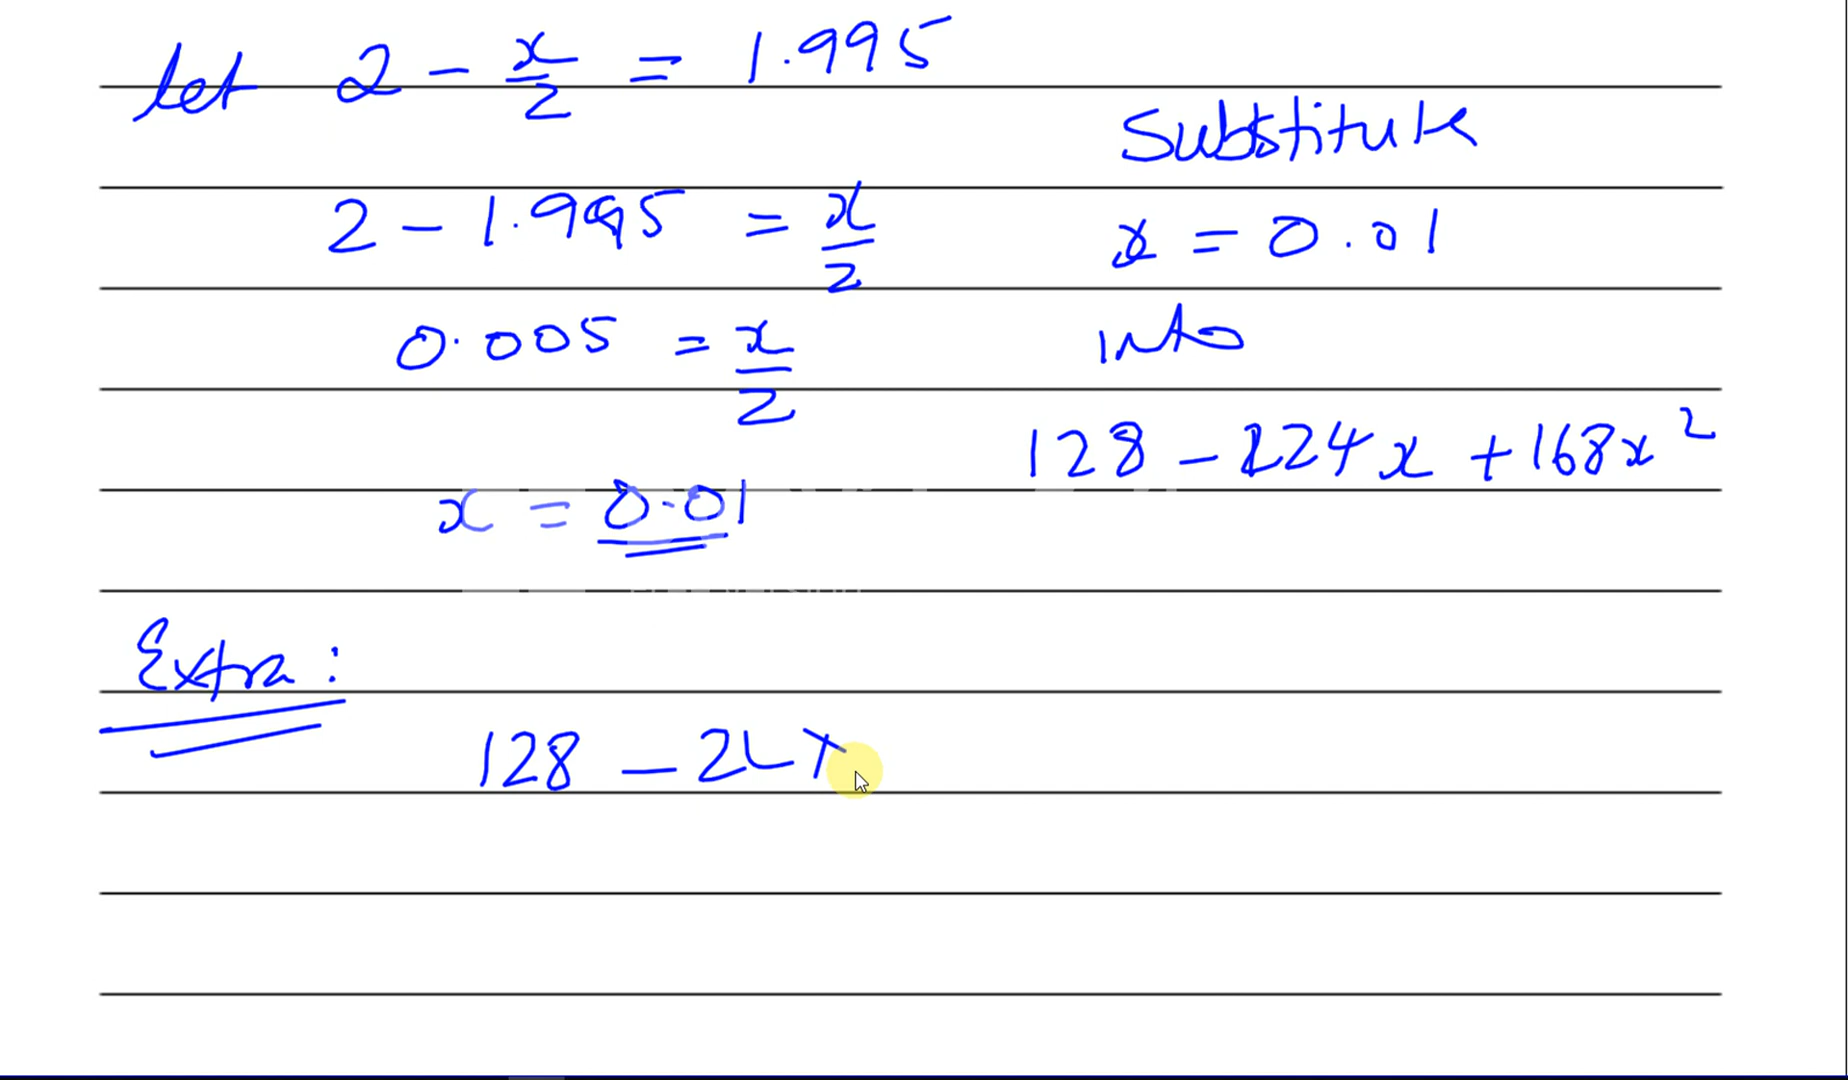 let 2 - x/2 = 1.995
2 - 1.995 = x/2
0.005 = x/2
x = 0.01
Substitute
x = 0.01
into
128 - 224x + 168x²
Extra:
128 - 2